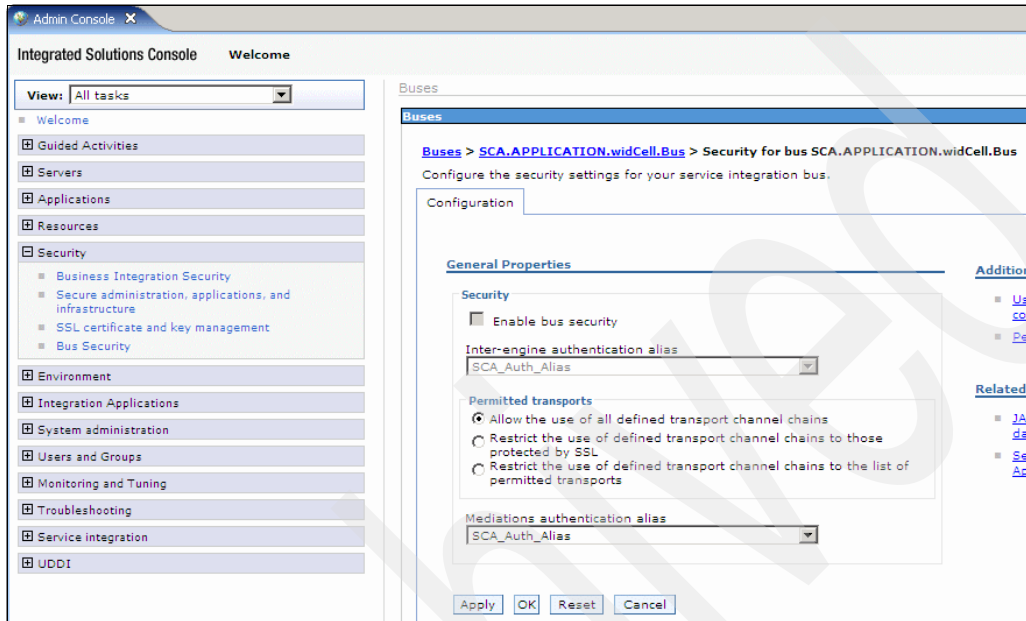 Admin Console
Integrated Solutions Console Welcome
View: All tasks
Welcome
Guided Activities
Servers
Applications
Resources
Security
Business Integration Security
Secure administration, applications, and
infrastructure
SSL certificate and key management
Bus Security
Environment
Integration Applications
System administration
Users and Groups
Monitoring and Tuning
Troubleshooting
Service integration
UDDI
Buses
Buses
Buses > SCA.APPLICATION.widCell.Bus > Security for bus SCA.APPLICATION.widCell.Bus
Configure the security settings for your service integration bus.
Configuration
General Properties
Security
Enable bus security
Inter-engine authentication alias
SCA_Auth_Alias
Permitted transports
Allow the use of all defined transport channel chains
Restrict the use of defined transport channel chains to those
protected by SSL
Restrict the use of defined transport channel chains to the list of
permitted transports
Mediations authentication alias
SCA_Auth_Alias
Apply OK Reset Cancel
Related